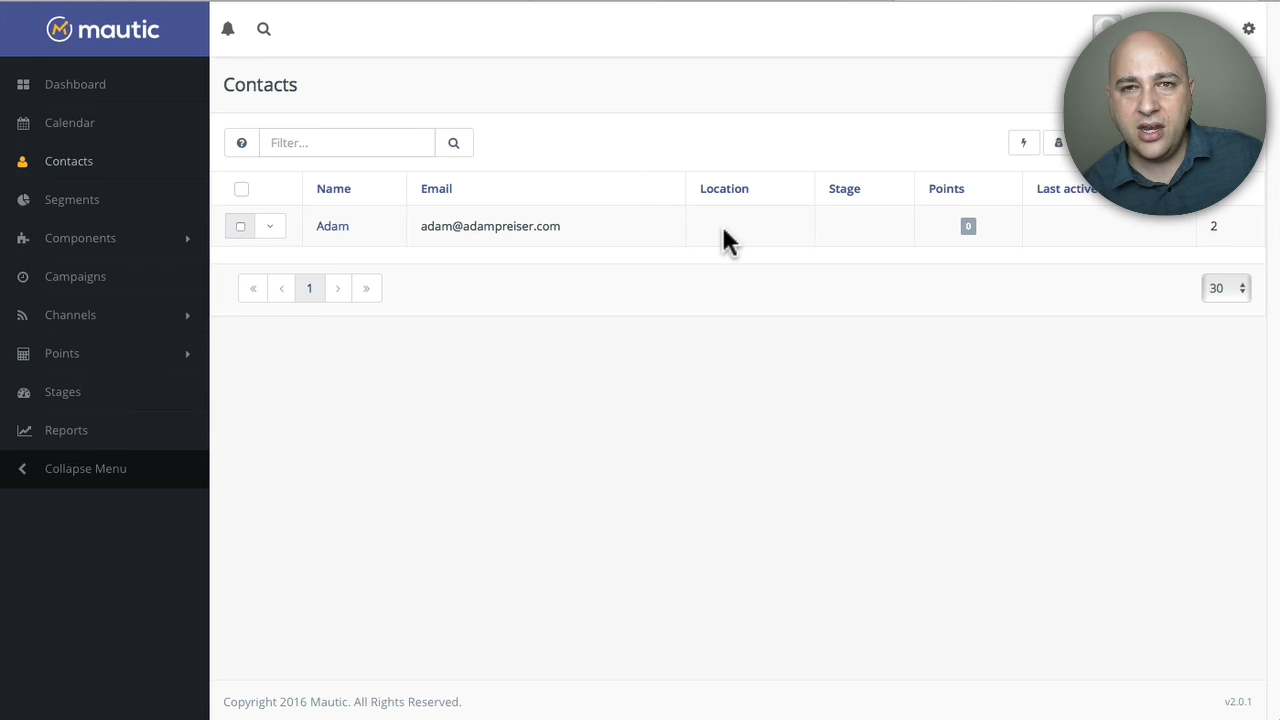 mautic
Dashboard
Calendar
Contacts
Segments
Components
Campaigns
Channels
Points
Stages
Reports
Collapse Menu
Contacts
Filter...
Name Email Location Stage Points Last active
Adam adam@adampreiser.com 0 2
« ‹ 1 › » 30
Copyright 2016 Mautic. All Rights Reserved. v2.0.1